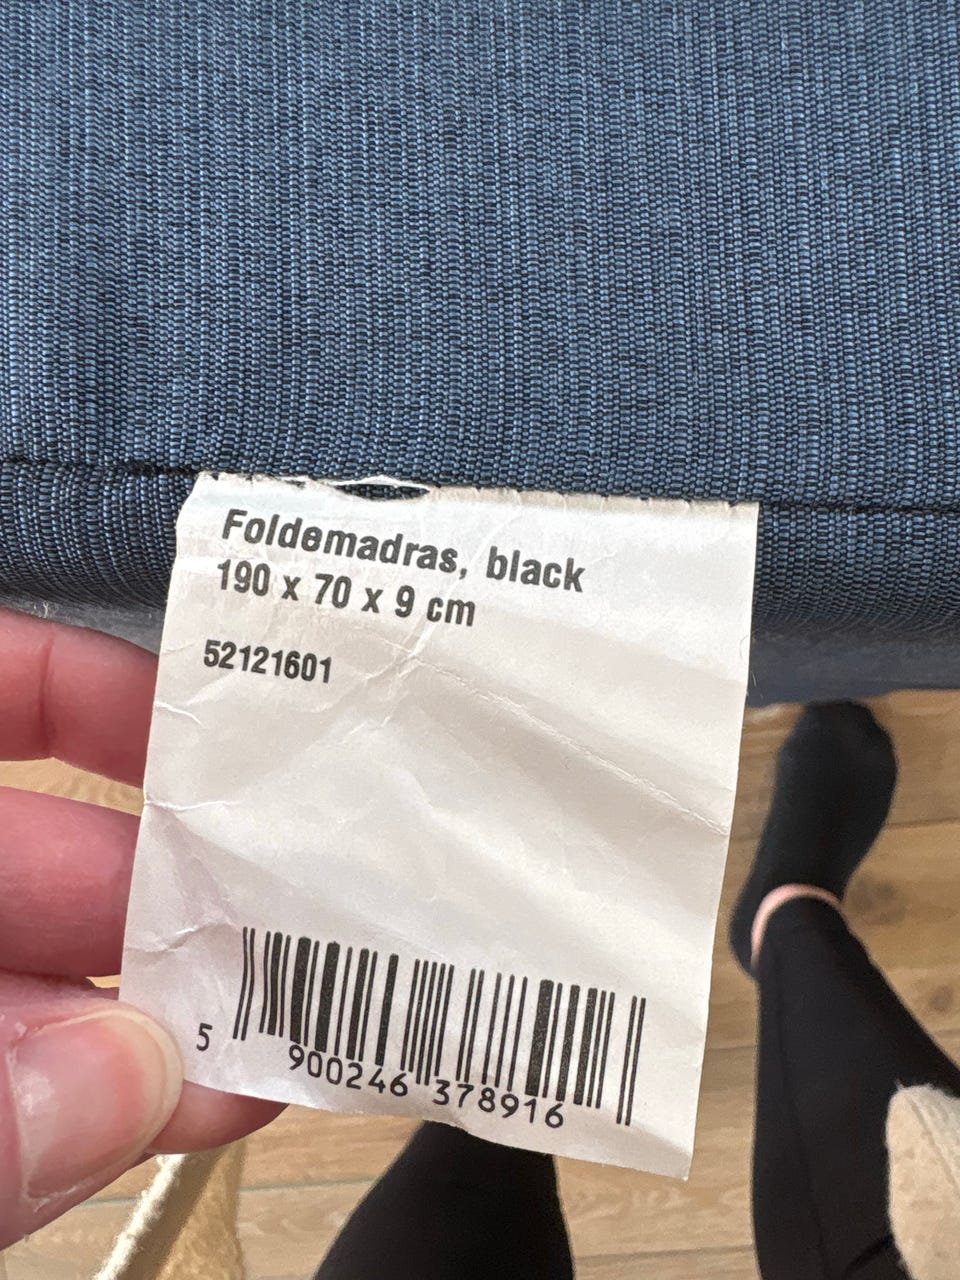 Foldemadras, black
190 x 70 x 9 cm
52121601
5 900246 378916